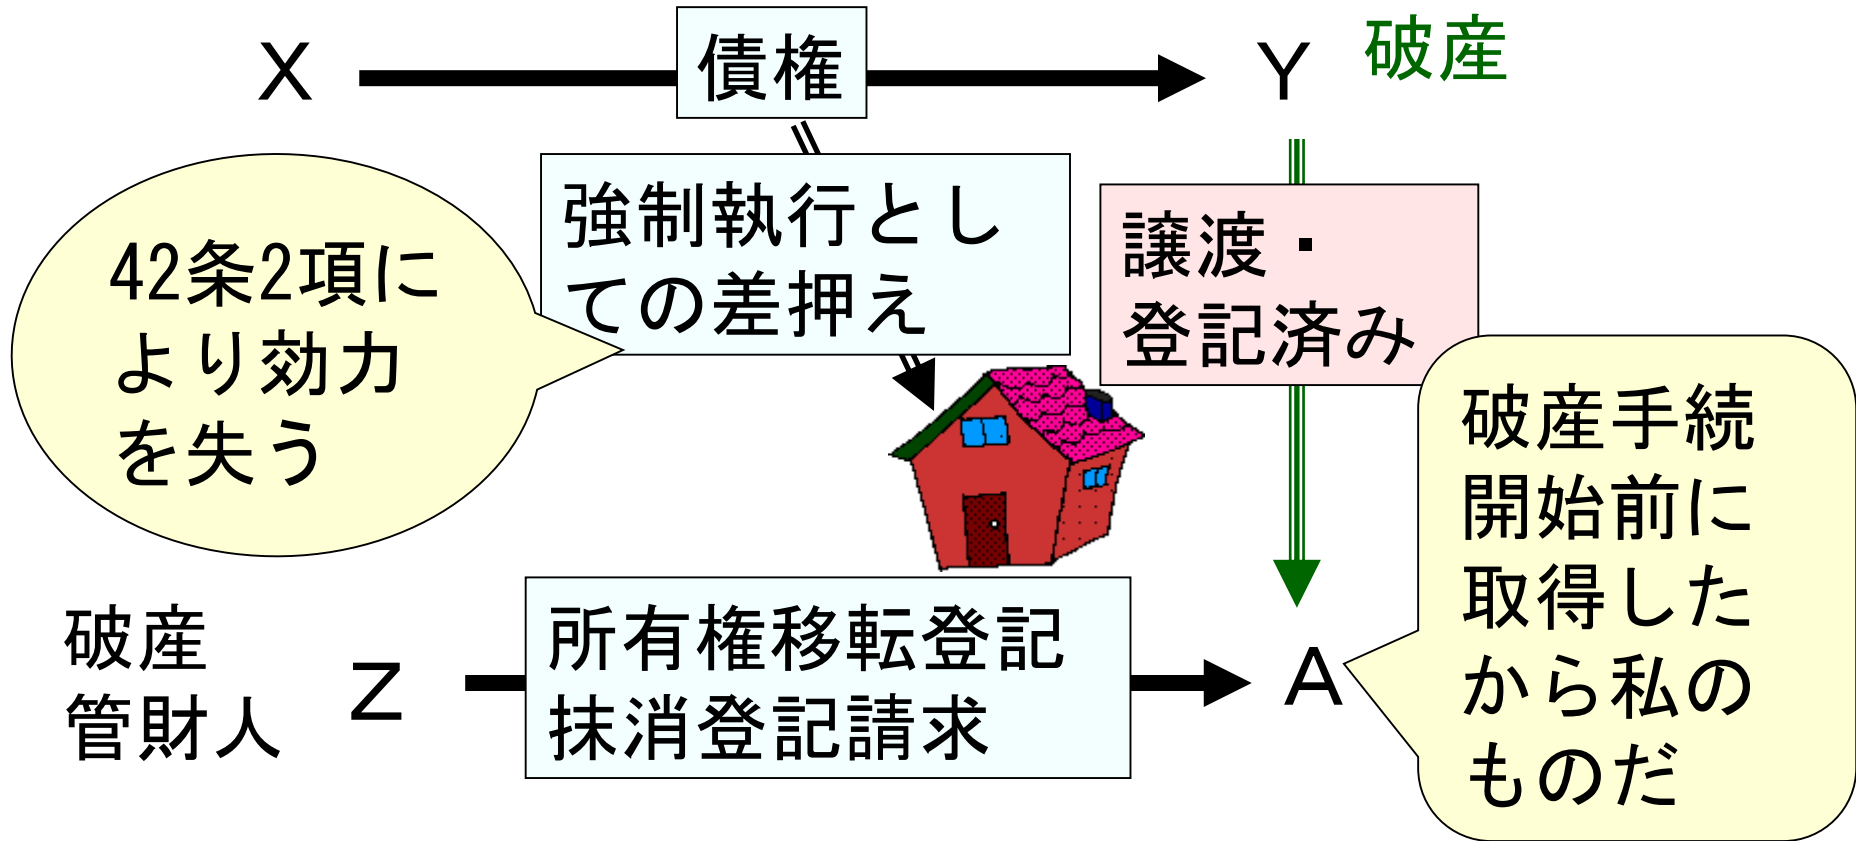 X
債権
Y
破産
強制執行とし
ての差押え
譲渡・
登記済み
42条2項に
より効力
を失う
破産手続
開始前に
取得した
から私の
ものだ
破産
管財人
Z
所有権移転登記
抹消登記請求
A